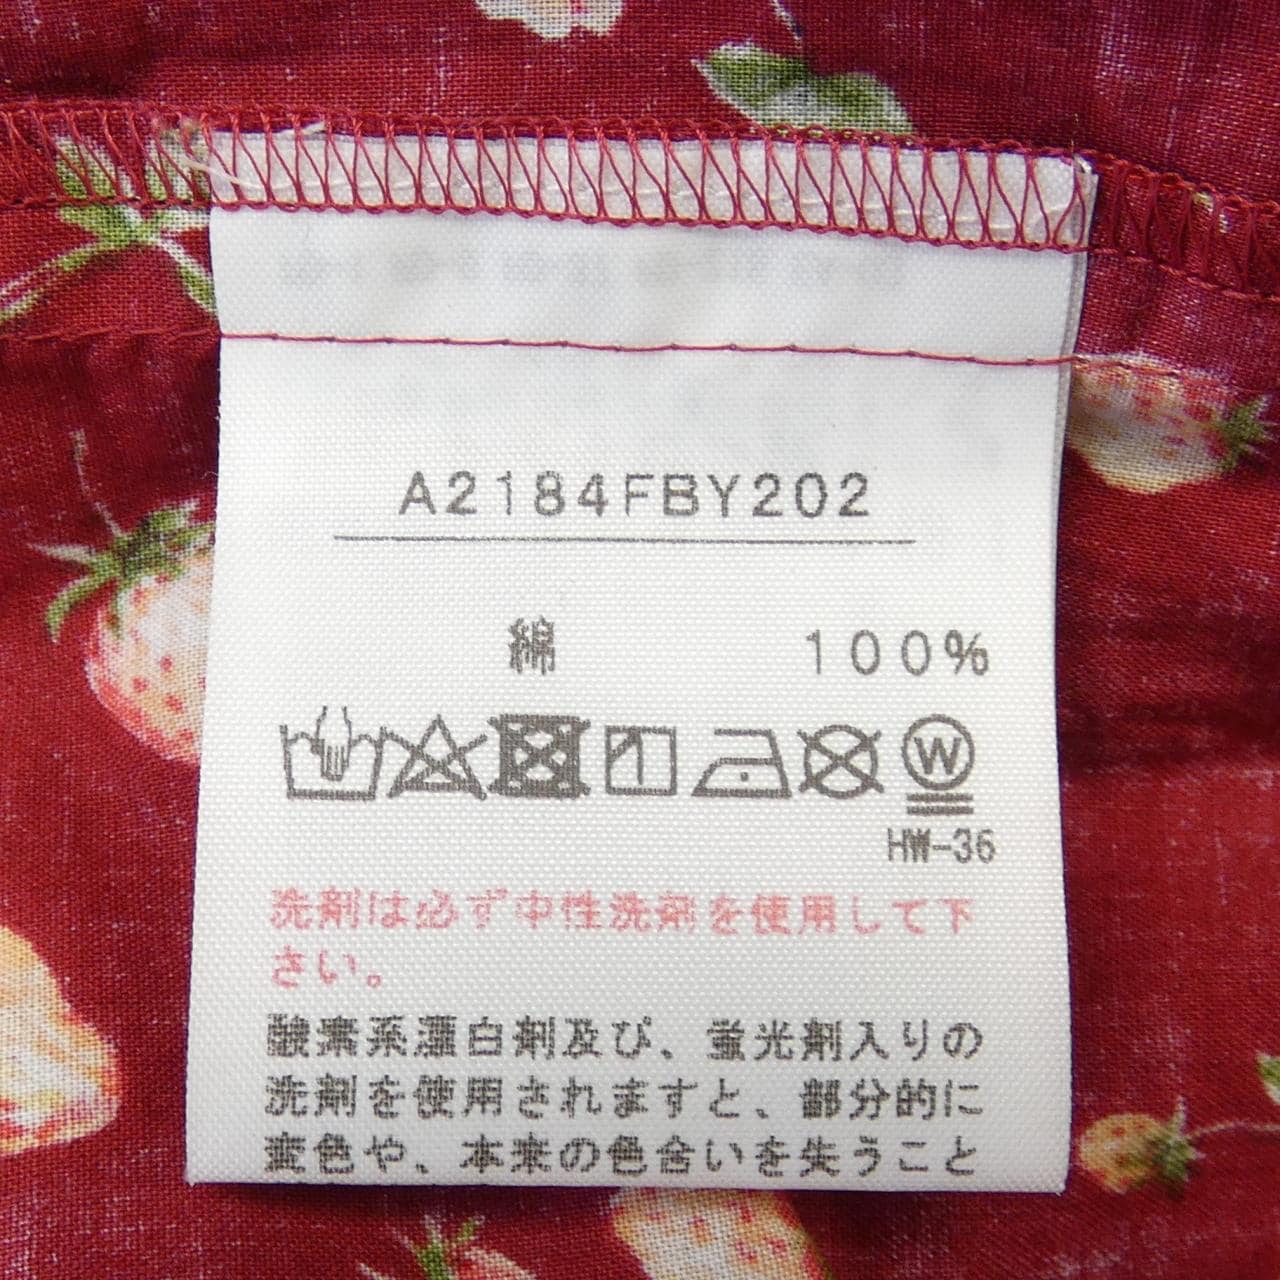 A2184FBY202
綿 100%
W
HW-36
洗剤は必ず中性洗剤を使用して下
さい。
酸素系漂白剤及び、蛍光剤入りの
洗剤を使用されますと、部分的に
変色や、本来の色合いを失うこと